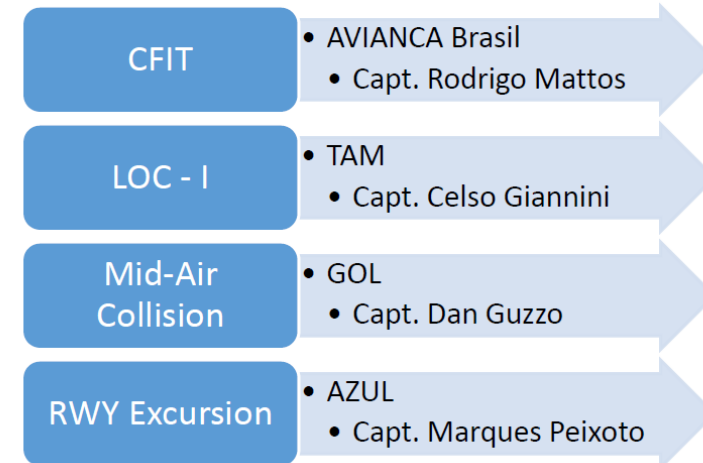 CFIT
• AVIANCA Brasil
• Capt. Rodrigo Mattos
LOC - I
• TAM
• Capt. Celso Giannini
Mid-Air
Collision
• GOL
• Capt. Dan Guzzo
RWY Excursion
• AZUL
• Capt. Marques Peixoto